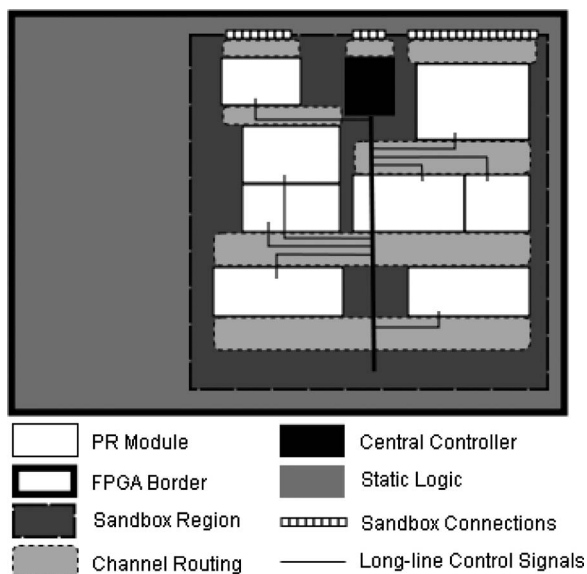 PR Module
Central Controller
FPGA Border
Static Logic
Sandbox Region
Sandbox Connections
Channel Routing
Long-line Control Signals